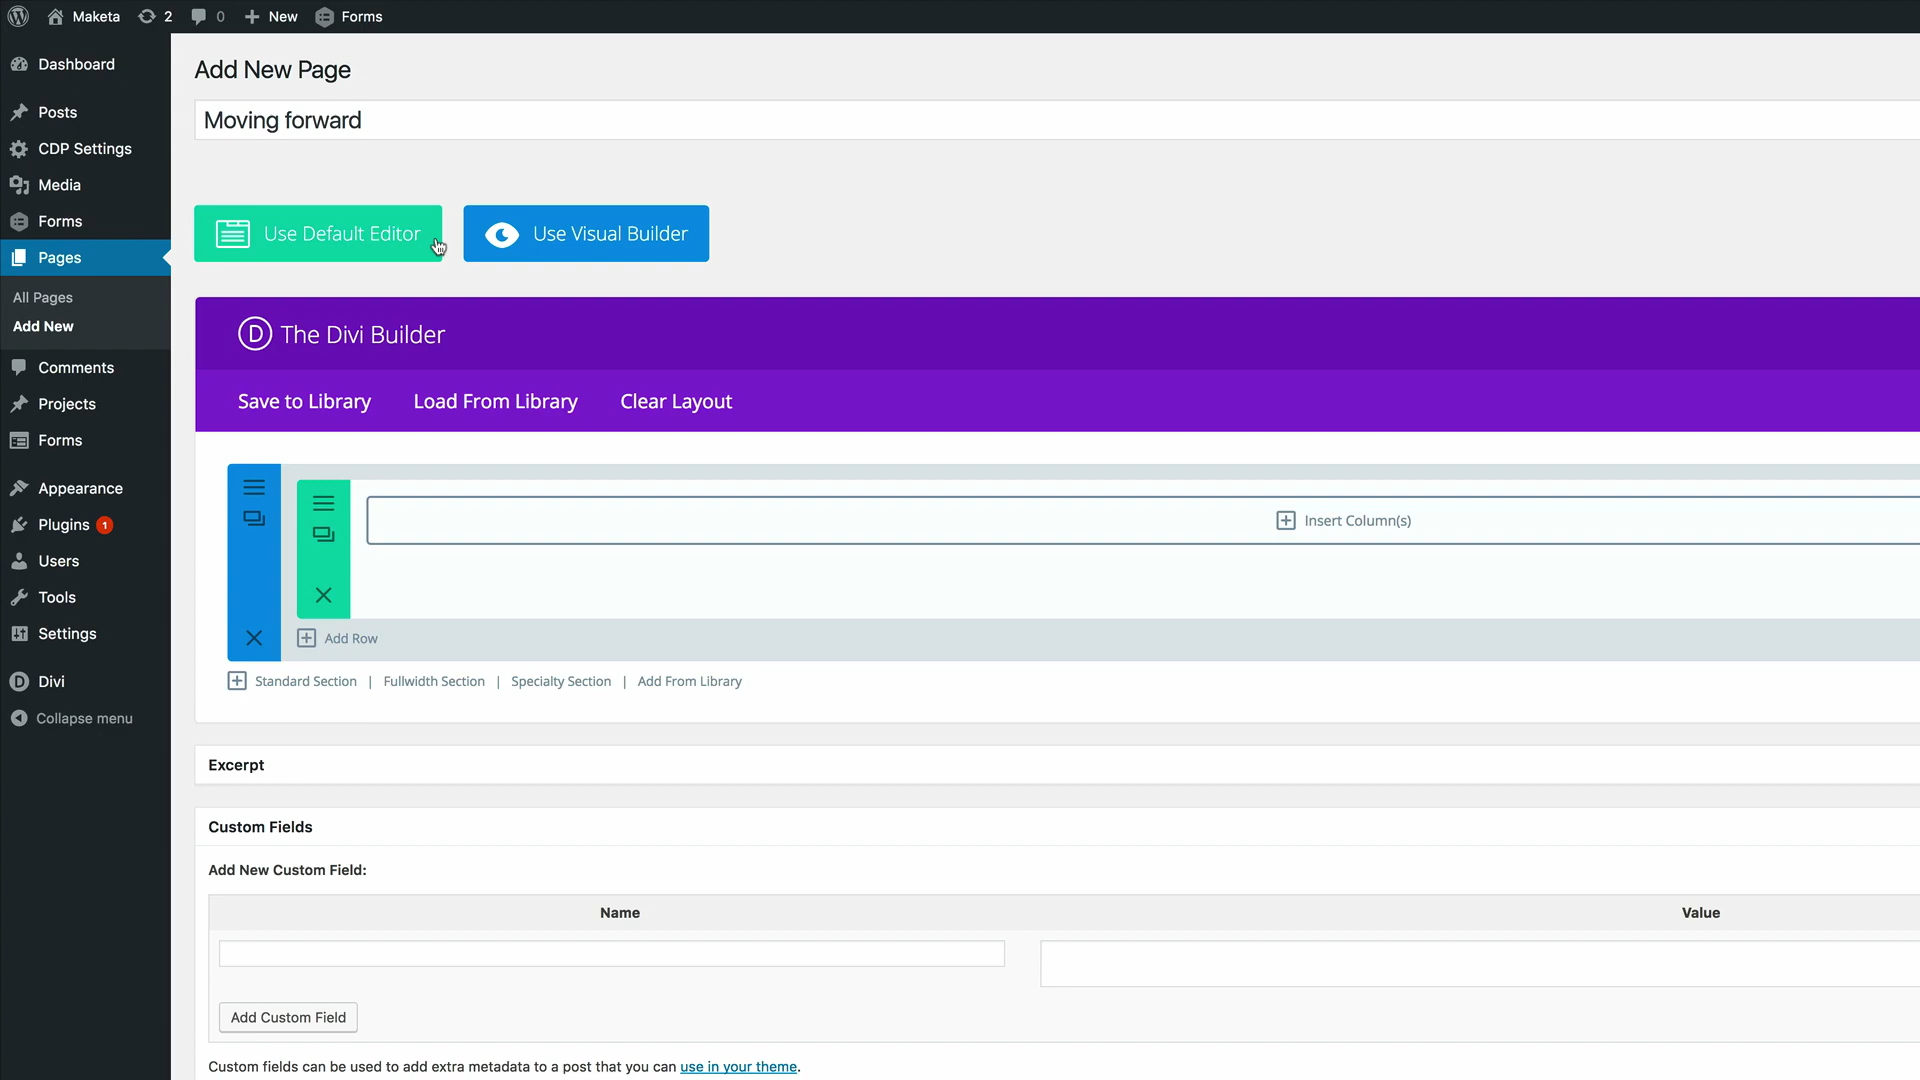 Maketa 2 0 New Forms
Dashboard
Posts
CDP Settings
Media
Forms
Pages
All Pages
Add New
Comments
Projects
Forms
Appearance
Plugins 1
Users
Tools
Settings
Divi
Collapse menu
Add New Page
Moving forward
Use Default Editor Use Visual Builder
D The Divi Builder
Save to Library Load From Library Clear Layout
Insert Column(s)
Add Row
Standard Section | Fullwidth Section | Specialty Section | Add From Library
Excerpt
Custom Fields
Add New Custom Field:
Name Value
Add Custom Field
Custom fields can be used to add extra metadata to a post that you can use in your theme.